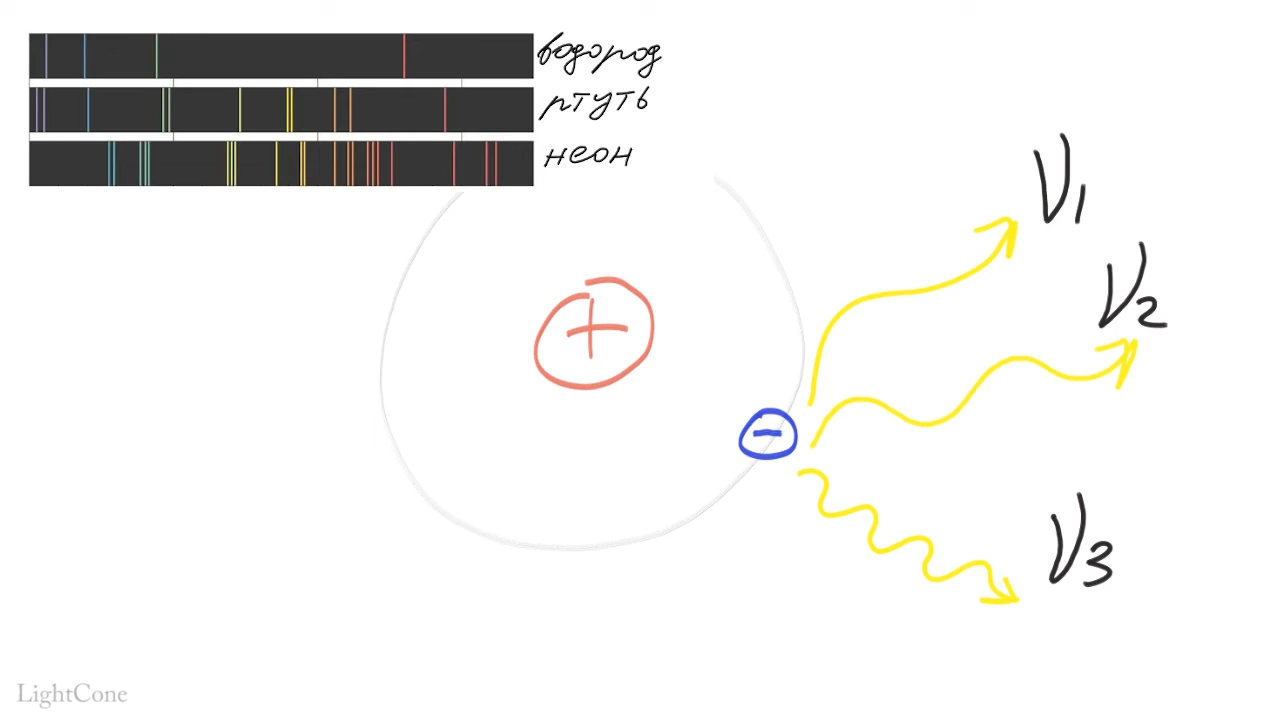 водород
ртуть
неон
+
ν1
ν2
−
ν3
LightCone